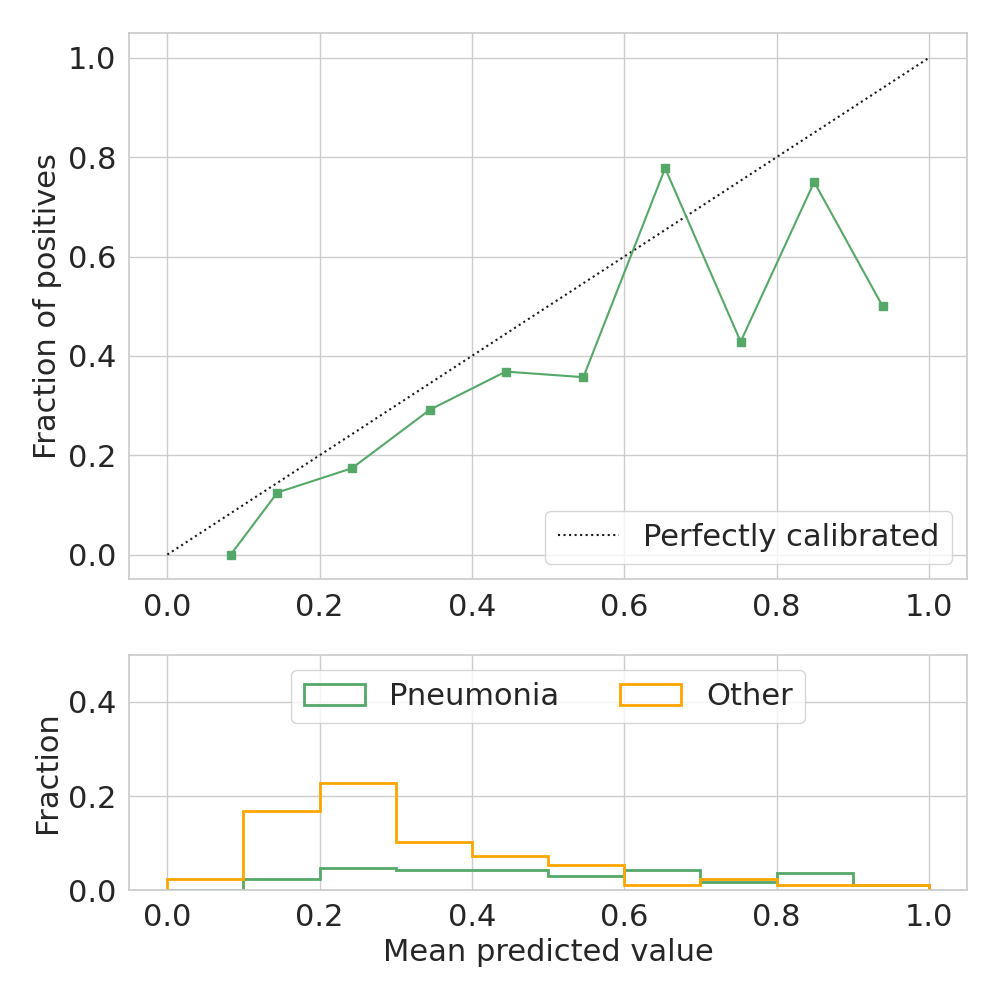 1.0
0.8
0.6
0.4
0.2
0.0
Fraction of positives
Perfectly calibrated
0.0 0.2 0.4 0.6 0.8 1.0
Pneumonia Other
0.4
0.2
0.0
Fraction
0.0 0.2 0.4 0.6 0.8 1.0
Mean predicted value